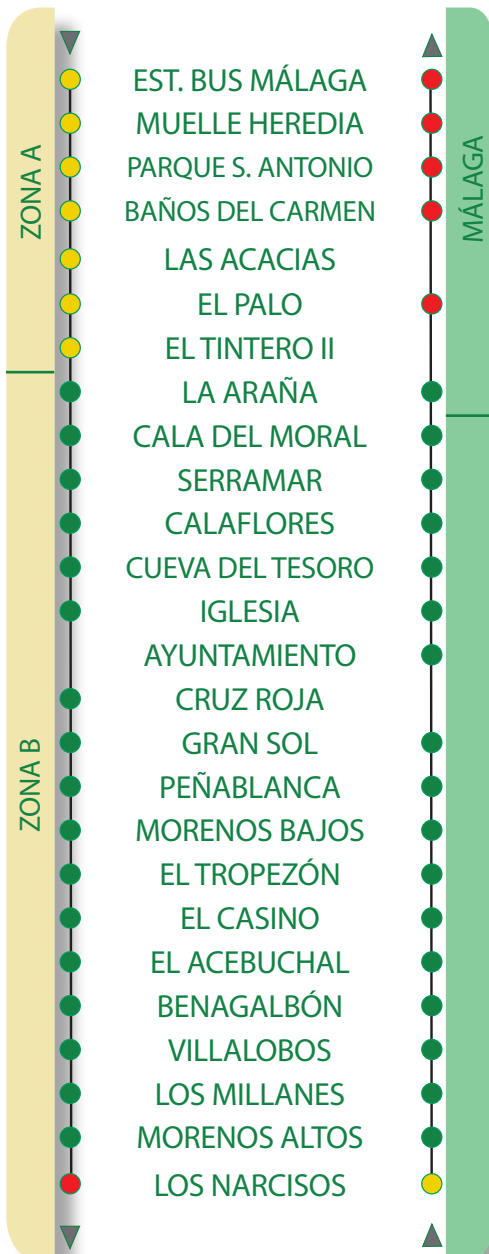 EST. BUS MÁLAGA
MUELLE HEREDIA
PARQUE S. ANTONIO
BAÑOS DEL CARMEN
LAS ACACIAS
EL PALO
EL TINTERO II
LA ARAÑA
CALA DEL MORAL
SERRAMAR
CALAFLORES
CUEVA DEL TESORO
IGLESIA
AYUNTAMIENTO
CRUZ ROJA
GRAN SOL
PEÑABLANCA
MORENOS BAJOS
EL TROPEZÓN
EL CASINO
EL ACEBUCHAL
BENAGALBÓN
VILLALOBOS
LOS MILLANES
MORENOS ALTOS
LOS NARCISOS
ZONA A
ZONA B
MÁLAGA